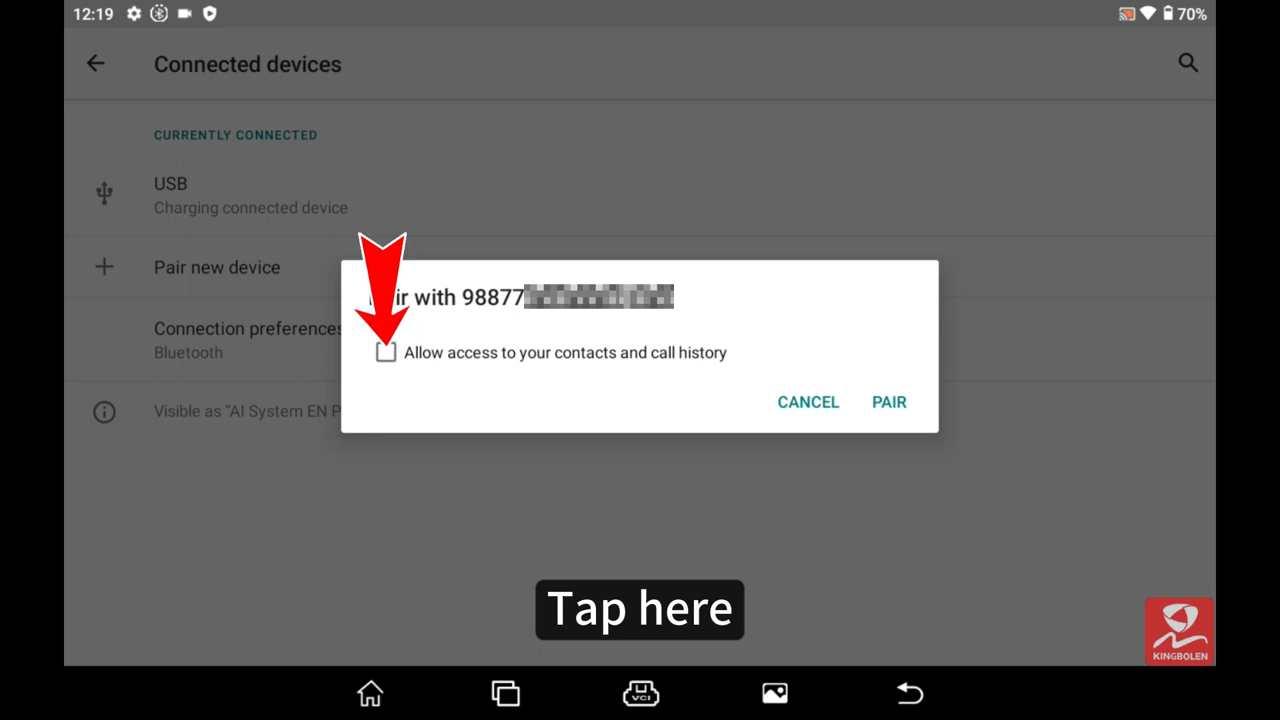 12:19
70%
Connected devices
CURRENTLY CONNECTED
USB
Charging connected device
Pair new device
Connection preferences
Bluetooth
Visible as “AI System EN P
ir with 98877
Allow access to your contacts and call history
CANCEL
PAIR
Tap here
KINGBOLEN
VCI